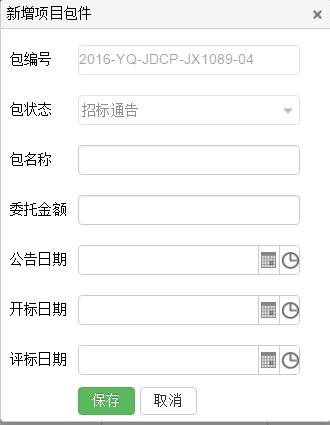 新增项目包件
包编号 2016-YQ-JDCP-JX1089-04
包状态 招标通告
包名称
委托金额
公告日期
开标日期
评标日期
保存 取消